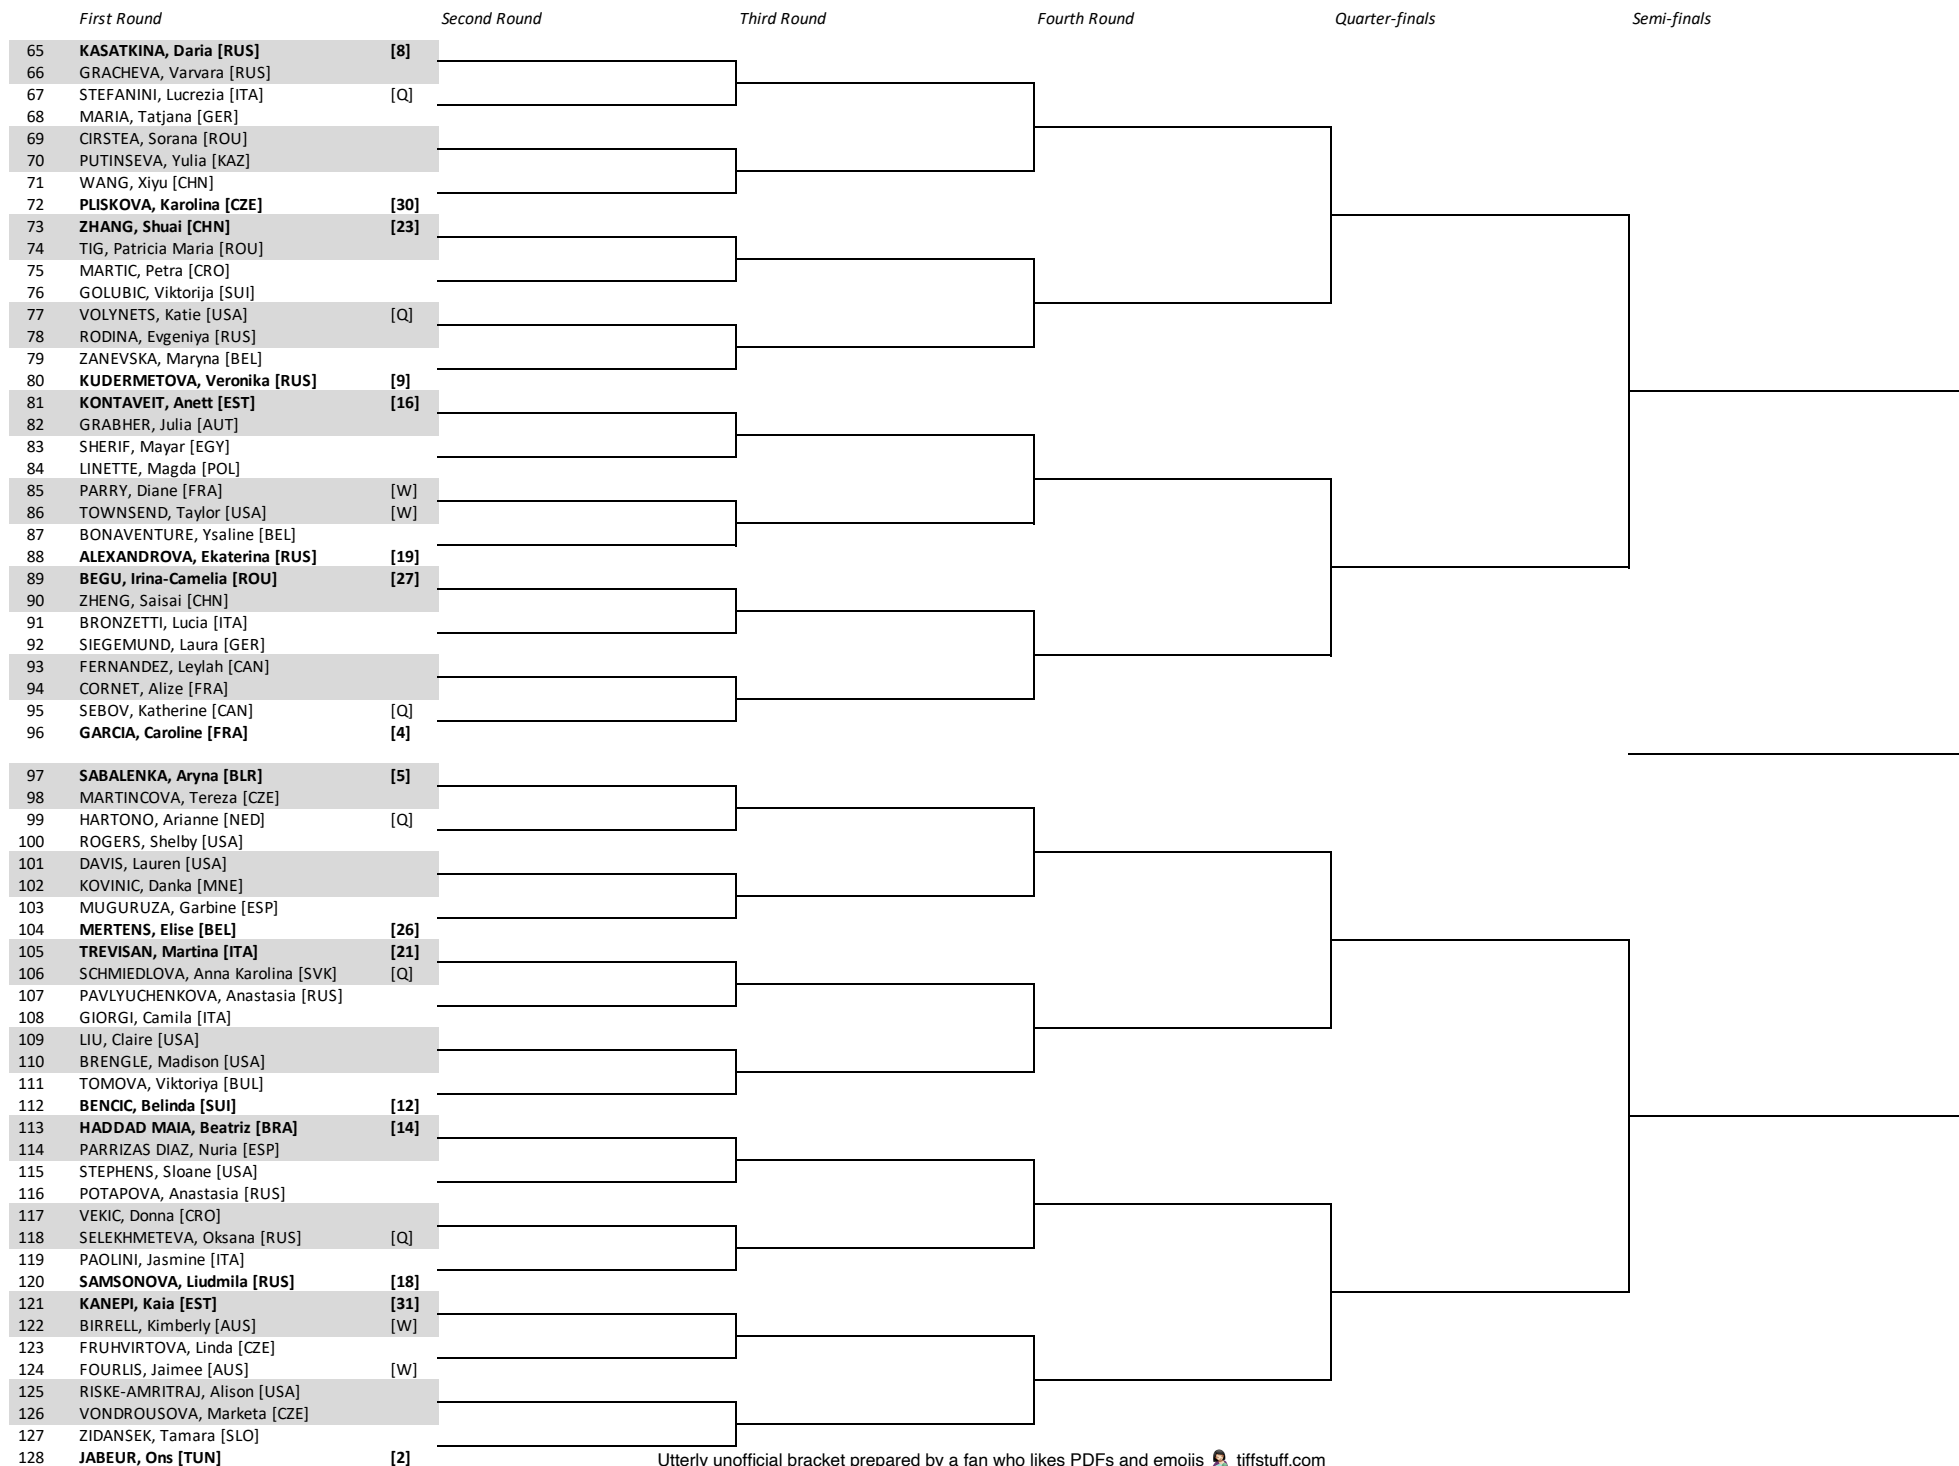 First Round Second Round Third Round Fourth Round Quarter-finals Semi-finals
65 KASATKINA, Daria [RUS] [8]
66 GRACHEVA, Varvara [RUS]
67 STEFANINI, Lucrezia [ITA] [Q]
68 MARIA, Tatjana [GER]
69 CIRSTEA, Sorana [ROU]
70 PUTINSEVA, Yulia [KAZ]
71 WANG, Xiyu [CHN]
72 PLISKOVA, Karolina [CZE] [30]
73 ZHANG, Shuai [CHN] [23]
74 TIG, Patricia Maria [ROU]
75 MARTIC, Petra [CRO]
76 GOLUBIC, Viktorija [SUI]
77 VOLYNETS, Katie [USA] [Q]
78 RODINA, Evgeniya [RUS]
79 ZANEVSKA, Maryna [BEL]
80 KUDERMETOVA, Veronika [RUS] [9]
81 KONTAVEIT, Anett [EST] [16]
82 GRABHER, Julia [AUT]
83 SHERIF, Mayar [EGY]
84 LINETTE, Magda [POL]
85 PARRY, Diane [FRA] [W]
86 TOWNSEND, Taylor [USA] [W]
87 BONAVENTURE, Ysaline [BEL]
88 ALEXANDROVA, Ekaterina [RUS] [19]
89 BEGU, Irina-Camelia [ROU] [27]
90 ZHENG, Saisai [CHN]
91 BRONZETTI, Lucia [ITA]
92 SIEGEMUND, Laura [GER]
93 FERNANDEZ, Leylah [CAN]
94 CORNET, Alize [FRA]
95 SEBOV, Katherine [CAN] [Q]
96 GARCIA, Caroline [FRA] [4]
97 SABALENKA, Aryna [BLR] [5]
98 MARTINCOVA, Tereza [CZE]
99 HARTONO, Arianne [NED] [Q]
100 ROGERS, Shelby [USA]
101 DAVIS, Lauren [USA]
102 KOVINIC, Danka [MNE]
103 MUGURUZA, Garbine [ESP]
104 MERTENS, Elise [BEL] [26]
105 TREVISAN, Martina [ITA] [21]
106 SCHMIEDLOVA, Anna Karolina [SVK] [Q]
107 PAVLYUCHENKOVA, Anastasia [RUS]
108 GIORGI, Camila [ITA]
109 LIU, Claire [USA]
110 BRENGLE, Madison [USA]
111 TOMOVA, Viktoriya [BUL]
112 BENCIC, Belinda [SUI] [12]
113 HADDAD MAIA, Beatriz [BRA] [14]
114 PARRIZAS DIAZ, Nuria [ESP]
115 STEPHENS, Sloane [USA]
116 POTAPOVA, Anastasia [RUS]
117 VEKIC, Donna [CRO]
118 SELEKHMETEVA, Oksana [RUS] [Q]
119 PAOLINI, Jasmine [ITA]
120 SAMSONOVA, Liudmila [RUS] [18]
121 KANEPI, Kaia [EST] [31]
122 BIRRELL, Kimberly [AUS] [W]
123 FRUHVIRTOVA, Linda [CZE]
124 FOURLIS, Jaimee [AUS] [W]
125 RISKE-AMRITRAJ, Alison [USA]
126 VONDROUSOVA, Marketa [CZE]
127 ZIDANSEK, Tamara [SLO]
128 JABEUR, Ons [TUN] [2]
Utterly unofficial bracket prepared by a fan who likes PDFs and emojis tiffstuff.com